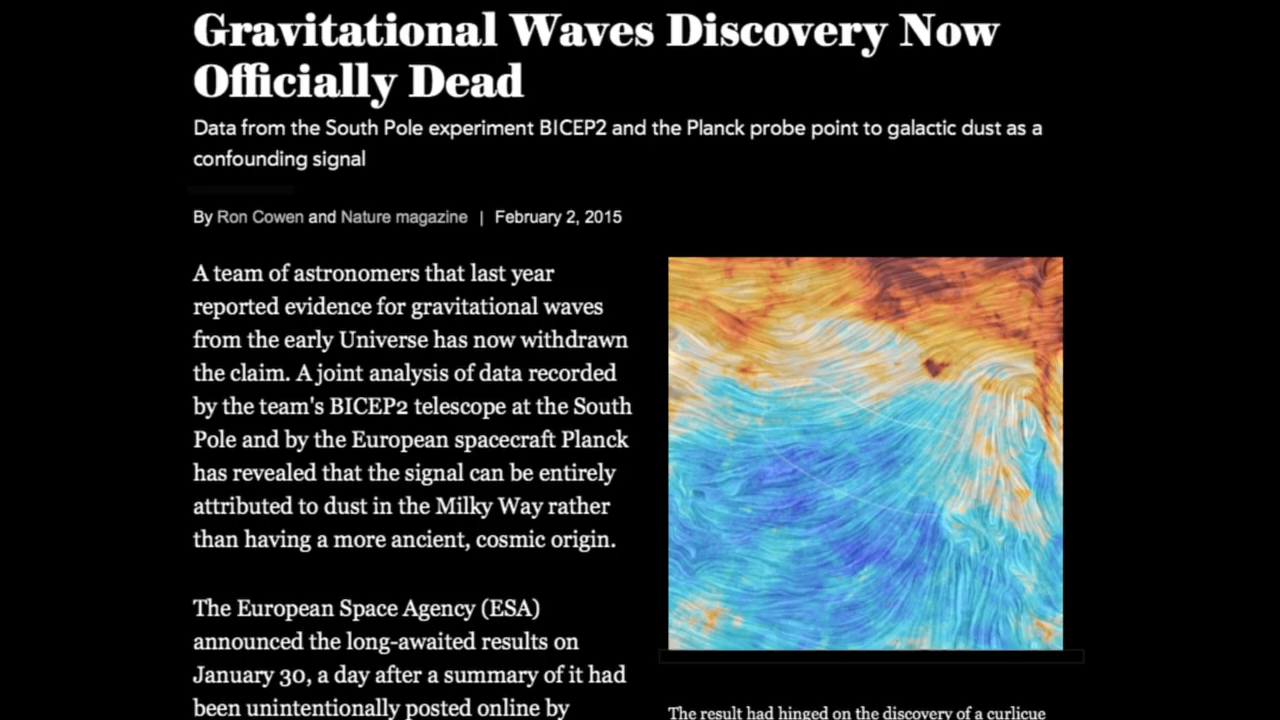 Gravitational Waves Discovery Now
Officially Dead
Data from the South Pole experiment BICEP2 and the Planck probe point to galactic dust as a
confounding signal
By Ron Cowen and Nature magazine | February 2, 2015
A team of astronomers that last year
reported evidence for gravitational waves
from the early Universe has now withdrawn
the claim. A joint analysis of data recorded
by the team's BICEP2 telescope at the South
Pole and by the European spacecraft Planck
has revealed that the signal can be entirely
attributed to dust in the Milky Way rather
than having a more ancient, cosmic origin.
The European Space Agency (ESA)
announced the long-awaited results on
January 30, a day after a summary of it had
been unintentionally posted online by
The result had hinged on the discovery of a curlicue